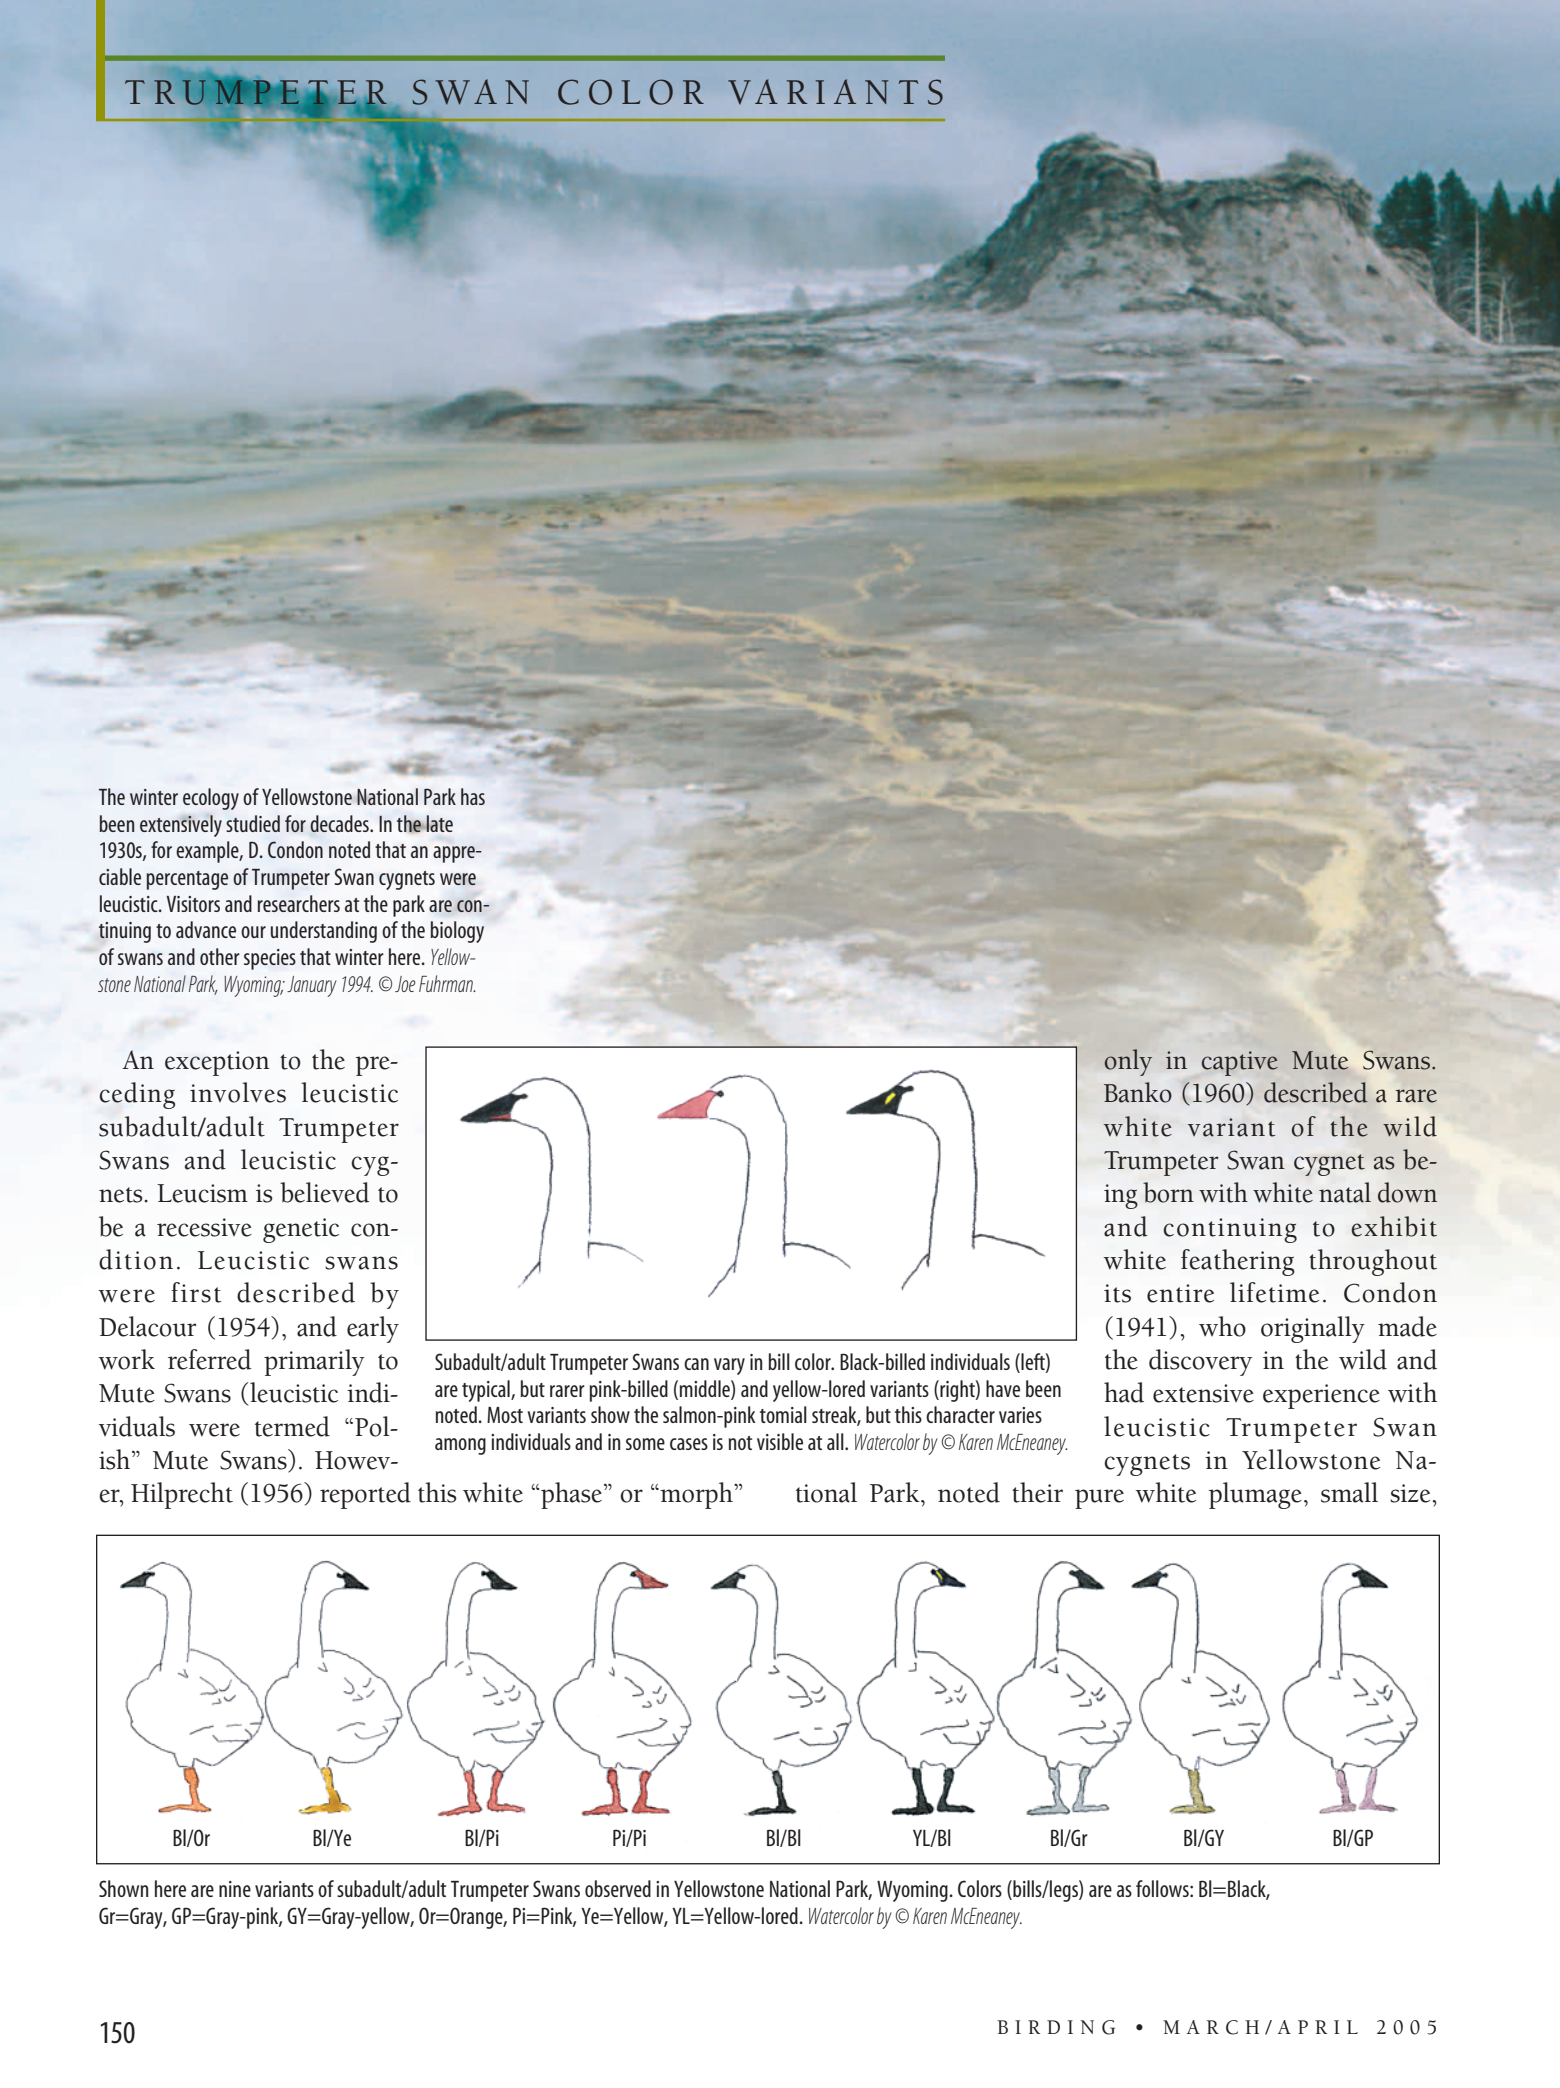 TRUMPETER SWAN COLOR VARIANTS
The winter ecology of Yellowstone National Park has
been extensively studied for decades. In the late
1930s, for example, D. Condon noted that an appre-
ciable percentage of Trumpeter Swan cygnets were
leucistic. Visitors and researchers at the park are con-
tinuing to advance our understanding of the biology
of swans and other species that winter here. Yellow-
stone National Park, Wyoming; January 1994. © Joe Fuhrman.
An exception to the pre-
ceding involves leucistic
subadult/adult Trumpeter
Swans and leucistic cyg-
nets. Leucism is believed to
be a recessive genetic con-
dition. Leucistic swans
were first described by
Delacour (1954), and early
work referred primarily to
Mute Swans (leucistic indi-
viduals were termed “Pol-
ish” Mute Swans). Howev-
er, Hilprecht (1956) reported this white “phase” or “morph”
Subadult/adult Trumpeter Swans can vary in bill color. Black-billed individuals (left)
are typical, but rarer pink-billed (middle) and yellow-lored variants (right) have been
noted. Most variants show the salmon-pink tomial streak, but this character varies
among individuals and in some cases is not visible at all. Watercolor by © Karen McEneaney.
only in captive Mute Swans.
Banko (1960) described a rare
white variant of the wild
Trumpeter Swan cygnet as be-
ing born with white natal down
and continuing to exhibit
white feathering throughout
its entire lifetime. Condon
(1941), who originally made
the discovery in the wild and
had extensive experience with
leucistic Trumpeter Swan
cygnets in Yellowstone Na-
tional Park, noted their pure white plumage, small size,
Bl/Or Bl/Ye Bl/Pi Pi/Pi Bl/Bl YL/Bl Bl/Gr Bl/GY Bl/GP
Shown here are nine variants of subadult/adult Trumpeter Swans observed in Yellowstone National Park, Wyoming. Colors (bills/legs) are as follows: Bl=Black,
Gr=Gray, GP=Gray-pink, GY=Gray-yellow, Or=Orange, Pi=Pink, Ye=Yellow, YL=Yellow-lored. Watercolor by © Karen McEneaney.
150
BIRDING • MARCH/APRIL 2005